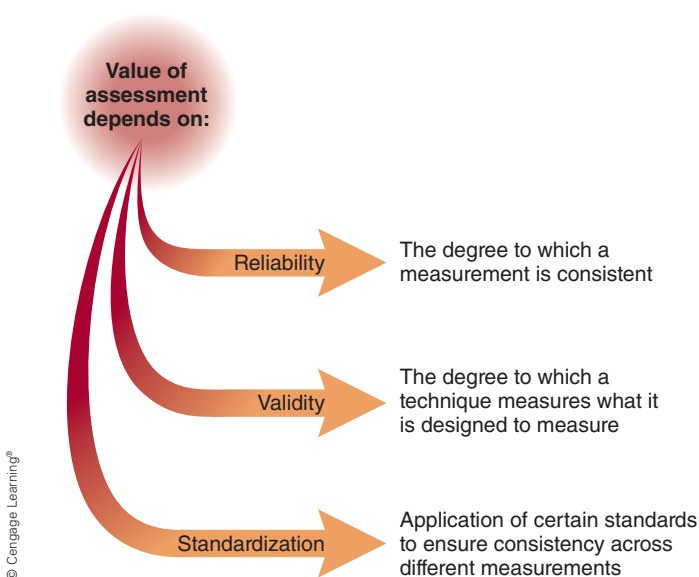 Value of
assessment
depends on:
Reliability
The degree to which a
measurement is consistent
Validity
The degree to which a
technique measures what it
is designed to measure
Standardization
Application of certain standards
to ensure consistency across
different measurements
© Cengage Learning®